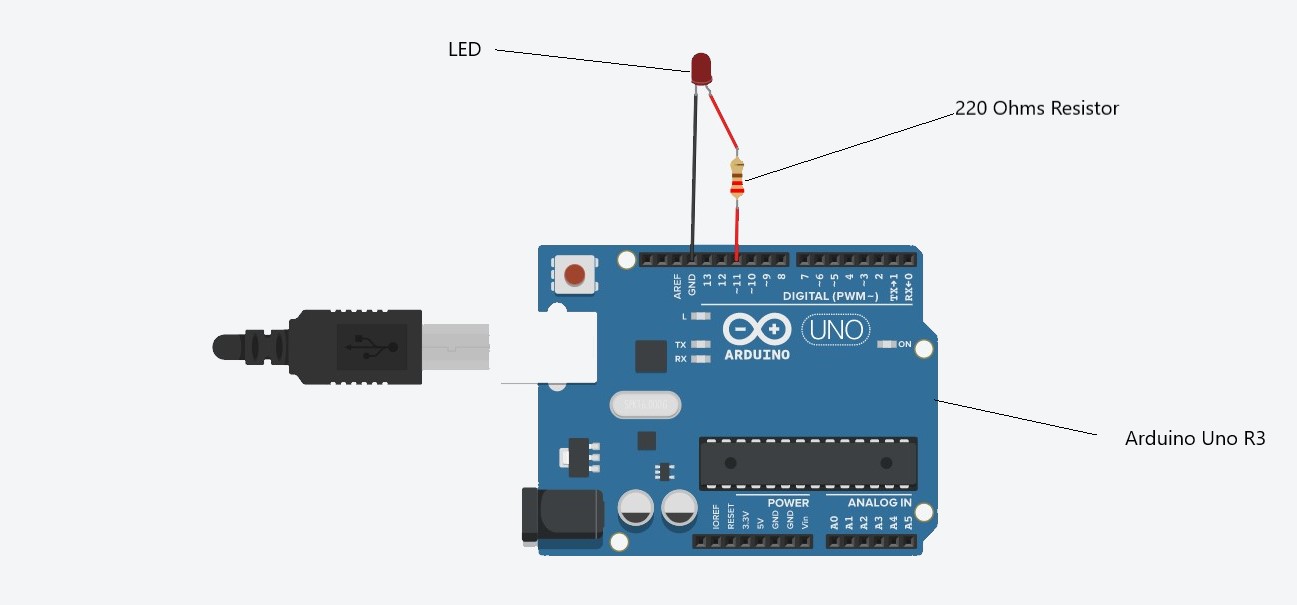 LED
220 Ohms Resistor
AREF
GND
13
12
~11
~10
~9
8
7
~6
~5
4
~3
2
TX→1
RX←0
DIGITAL (PWM~)
L
TX
RX
ARDUINO
UNO
ON
Arduino Uno R3
POWER
ANALOG IN
IOREF
RESET
3.3V
5V
GND
GND
Vin
A0
A1
A2
A3
A4
A5